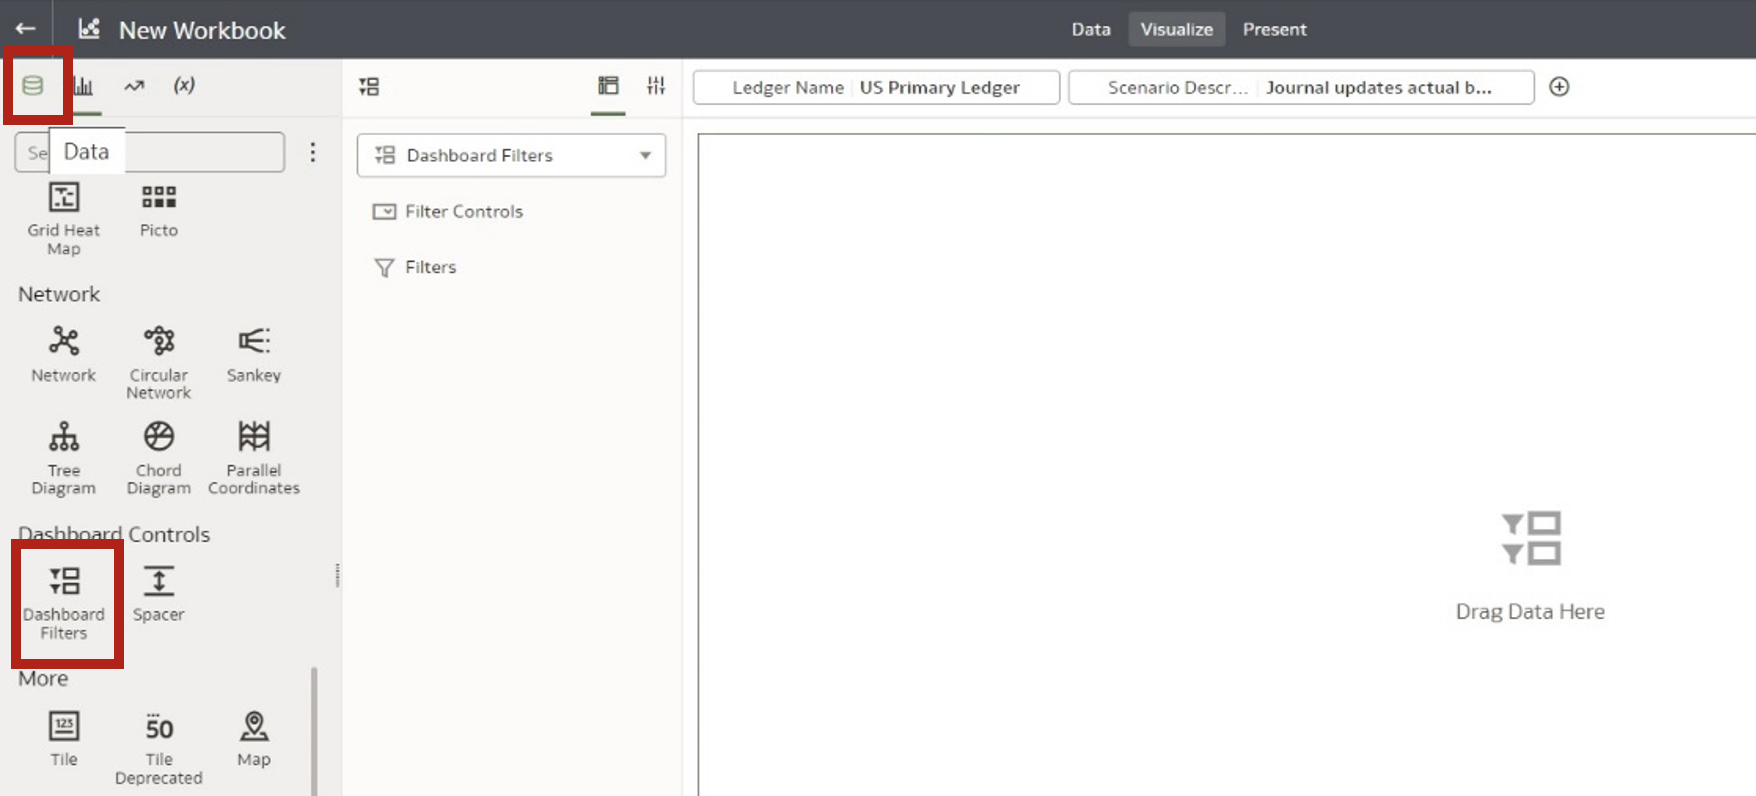 New Workbook
Data Visualize Present
(x)
Ledger Name US Primary Ledger
Scenario Descr... Journal updates actual b...
Se
Data
Dashboard Filters
Filter Controls
Filters
Grid Heat
Map
Picto
Network
Network
Circular
Network
Sankey
Tree
Diagram
Chord
Diagram
Parallel
Coordinates
Dashboard Controls
Dashboard
Filters
Spacer
More
123
Tile
50
Tile
Deprecated
Map
Drag Data Here